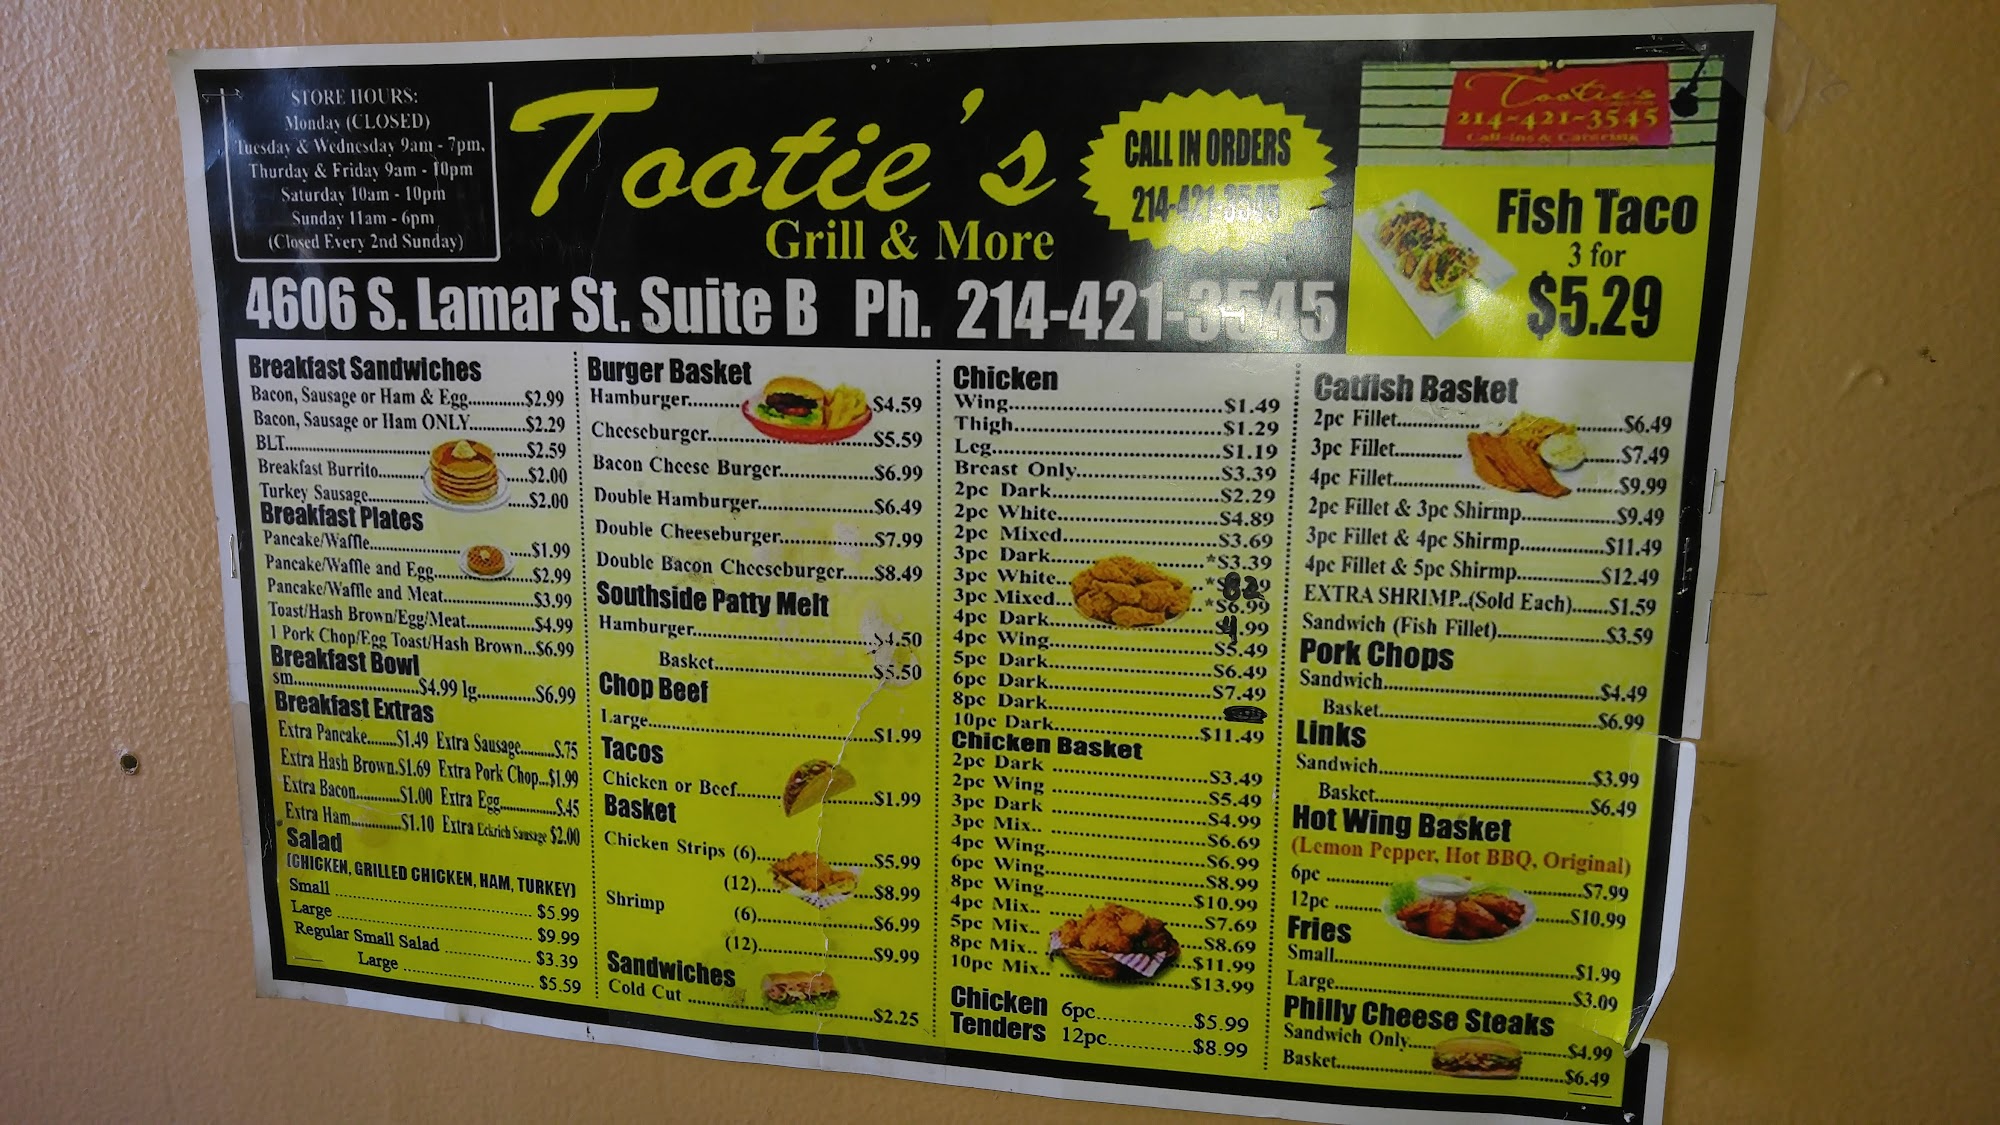 STORE HOURS:
Monday (CLOSED)
Tuesday & Wednesday 9am - 7pm,
Thurday & Friday 9am - 10pm
Saturday 10am - 10pm
Sunday 11am - 6pm
(Closed Every 2nd Sunday)
Tootie's
Grill & More
CALL IN ORDERS
214-421-3545
Tootie's
214-421-3545
Call-ins & Catering
Fish Taco
3 for
$5.29
4606 S. Lamar St. Suite B Ph. 214-421-3545
Breakfast Sandwiches
Bacon, Sausage or Ham & Egg............$2.99
Bacon, Sausage or Ham ONLY............$2.29
BLT............$2.59
Breakfast Burrito............$2.00
Turkey Sausage............$2.00
Breakfast Plates
Pancake/Waffle............$1.99
Pancake/Waffle and Egg............$2.99
Pancake/Waffle and Meat............$3.99
Toast/Hash Brown/Egg/Meat............$4.99
1 Pork Chop/Egg Toast/Hash Brown...$6.99
Breakfast Bowl
sm............$4.99 lg............$6.99
Breakfast Extras
Extra Pancake........$1.49 Extra Sausage.........$.75
Extra Hash Brown.$1.69 Extra Pork Chop...$1.99
Extra Bacon............$1.00 Extra Egg............$.45
Extra Ham............$1.10 Extra Eckrich Sausage $2.00
Salad
(CHICKEN, GRILLED CHICKEN, HAM, TURKEY)
Small ............ $5.99
Large ............ $9.99
Regular Small Salad ............ $3.39
Large ............ $5.59
Burger Basket
Hamburger............$4.59
Cheeseburger............$5.59
Bacon Cheese Burger............$6.99
Double Hamburger............$6.49
Double Cheeseburger............$7.99
Double Bacon Cheeseburger......$8.49
Southside Patty Melt
Hamburger............$4.50
Basket............$5.50
Chop Beef
Large............$1.99
Tacos
Chicken or Beef............$1.99
Basket
Chicken Strips (6)............$5.99
(12)............$8.99
Shrimp (6)............$6.99
(12)............$9.99
Sandwiches
Cold Cut ............$2.25
Chicken
Wing............$1.49
Thigh............$1.29
Leg............$1.19
Breast Only............$3.39
2pc Dark............$2.29
2pc White............$4.89
2pc Mixed............$3.69
3pc Dark............*$3.39
3pc White............
3pc Mixed............*$6.99
4pc Dark............$4.99
4pc Wing............$5.49
5pc Dark............$6.49
6pc Dark............$7.49
8pc Dark............
10pc Dark............$11.49
Chicken Basket
2pc Dark ............$3.49
2pc Wing ............$5.49
3pc Dark ............$4.99
3pc Mix.. ............$6.69
4pc Wing............$6.99
6pc Wing............$8.99
8pc Wing............$10.99
4pc Mix.. ............$7.69
5pc Mix.. ............$8.69
8pc Mix.. ............$11.99
10pc Mix.. ............$13.99
Chicken Tenders
6pc............$5.99
12pc............$8.99
Catfish Basket
2pc Fillet............$6.49
3pc Fillet............$7.49
4pc Fillet............$9.99
2pc Fillet & 3pc Shirmp............$9.49
3pc Fillet & 4pc Shirmp............$11.49
4pc Fillet & 5pc Shirmp............$12.49
EXTRA SHRIMP..(Sold Each).......$1.59
Sandwich (Fish Fillet)............$3.59
Pork Chops
Sandwich............$4.49
Basket............$6.99
Links
Sandwich............$3.99
Basket............$6.49
Hot Wing Basket
(Lemon Pepper, Hot BBQ, Original)
6pc ............$7.99
12pc ............$10.99
Fries
Small............$1.99
Large............$3.09
Philly Cheese Steaks
Sandwich Only............$4.99
Basket............$6.49